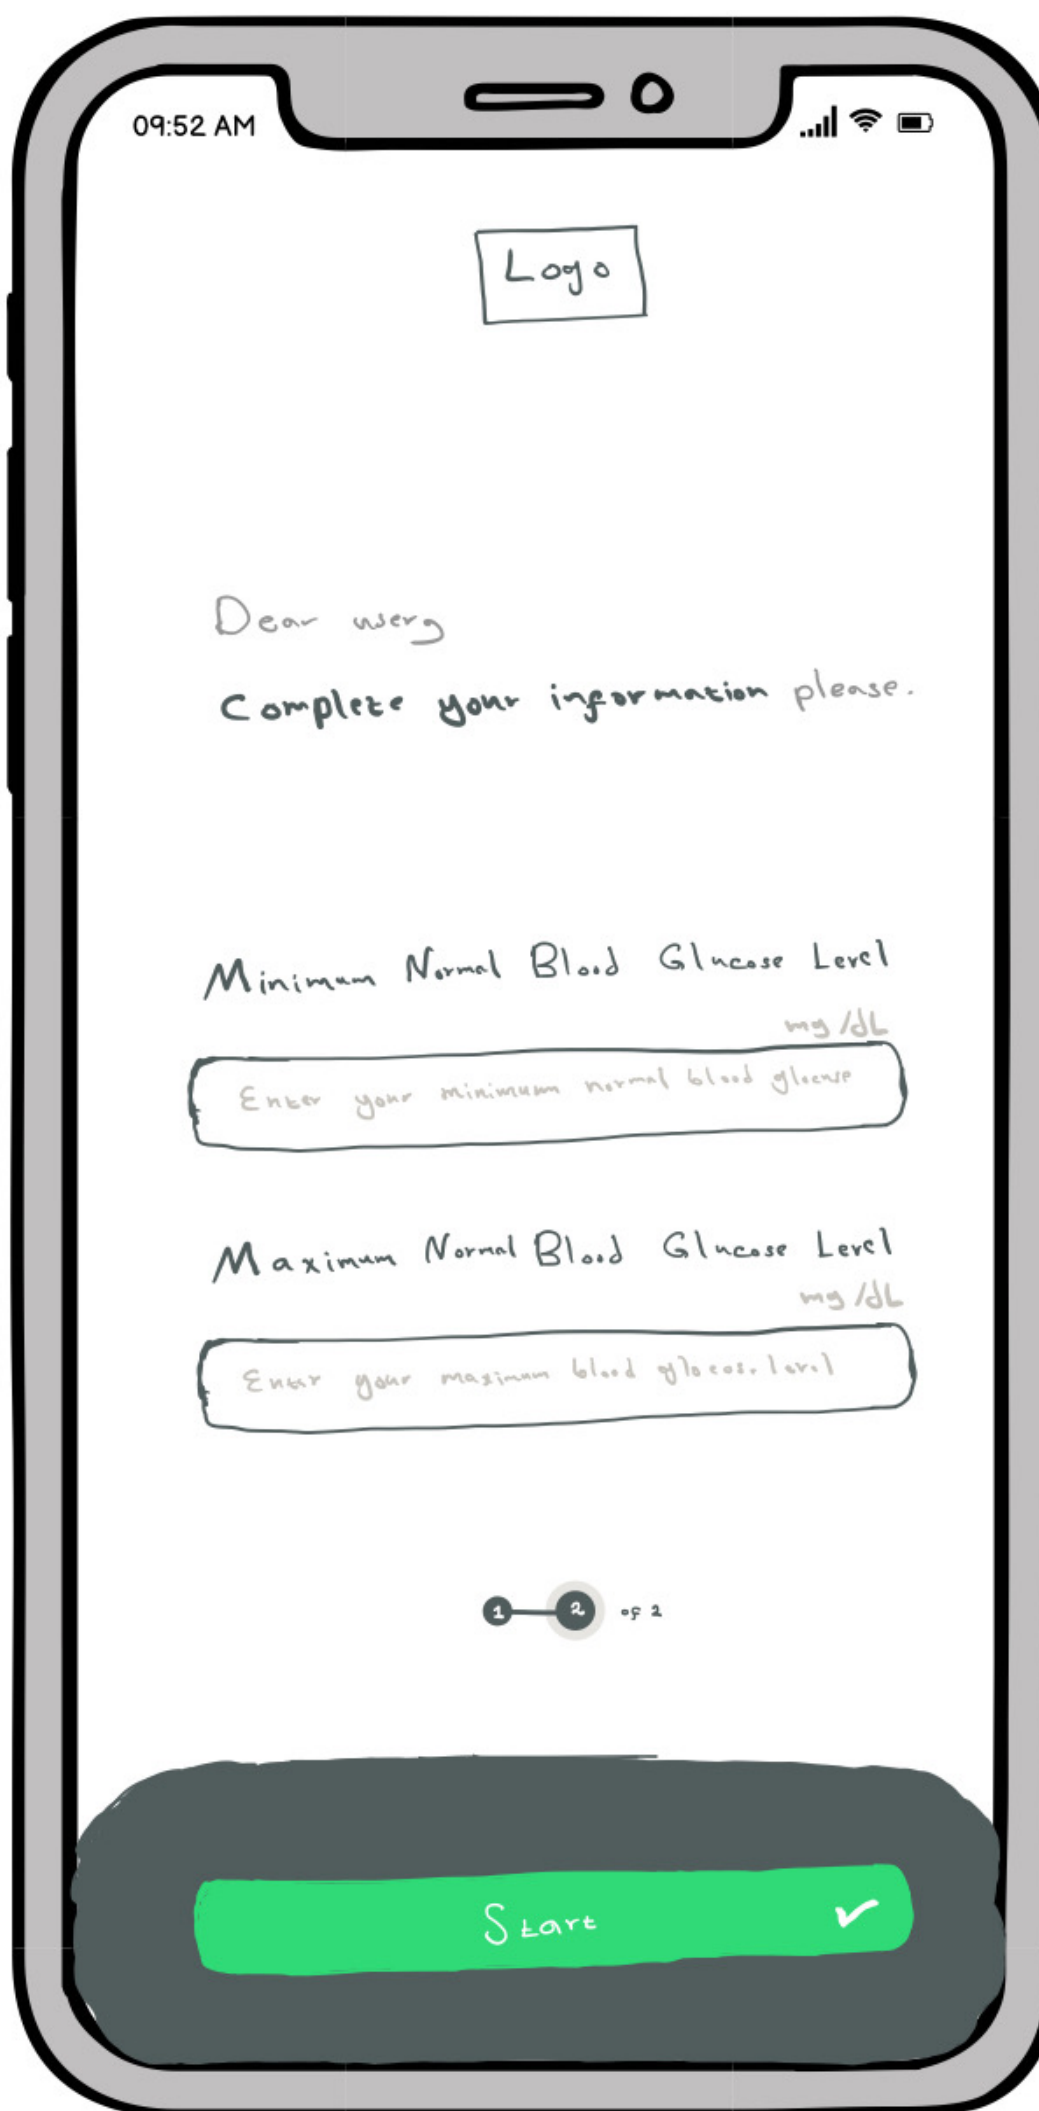 09:52 AM
Logo
Dear user,
Complete your information please.
Minimum Normal Blood Glucose Level
mg/dL
Enter your minimum normal blood glocuse
Maximum Normal Blood Glucose Level
mg/dL
Enter your maximum blood glocose level
1 2 of 2
Start